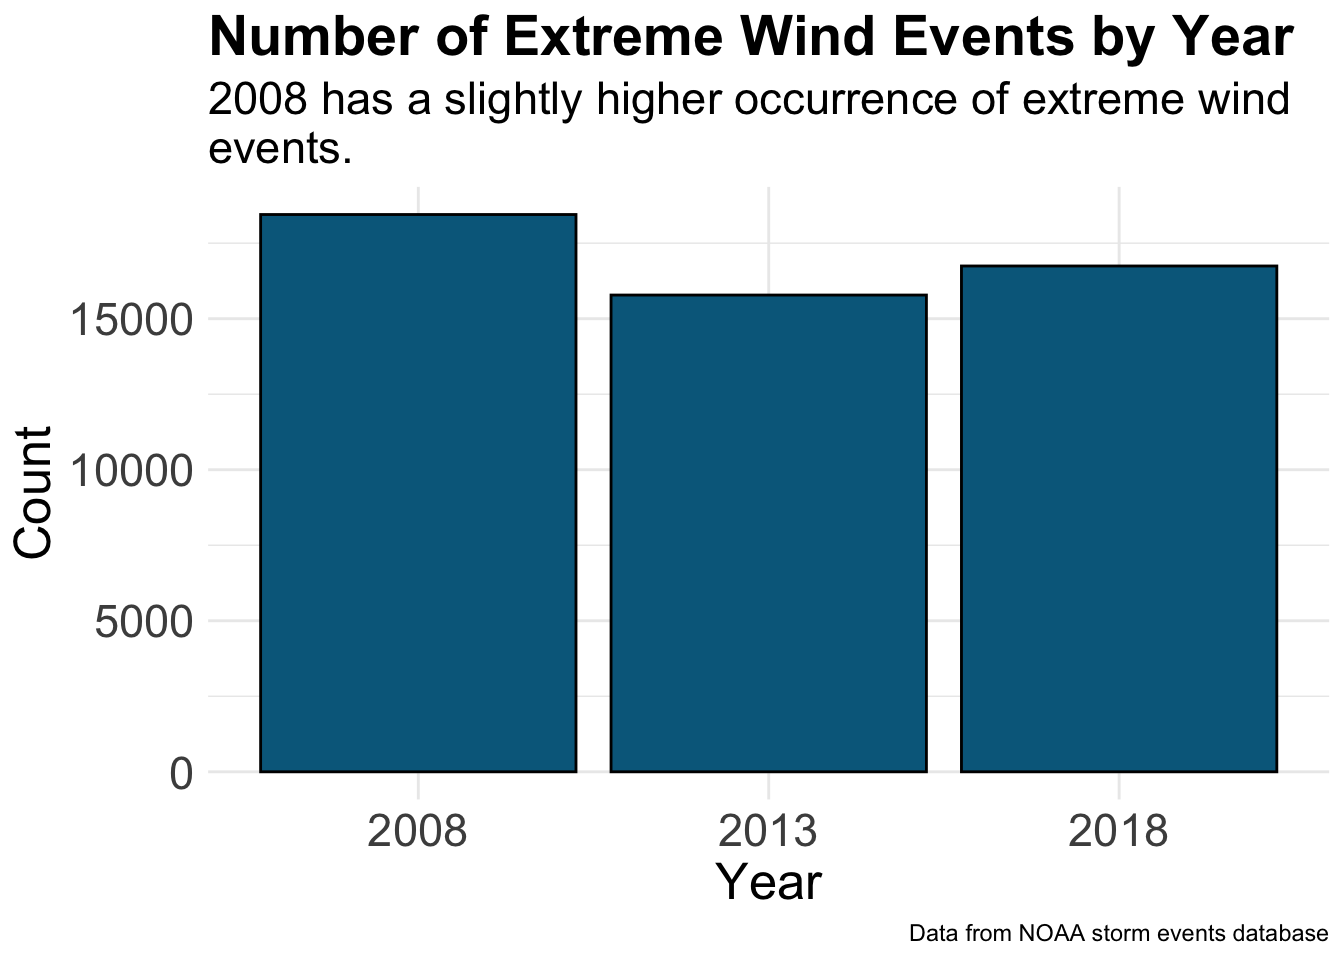 Number of Extreme Wind Events by Year
2008 has a slightly higher occurrence of extreme wind
events.
Count
15000
10000
5000
0
2008
2013
2018
Year
Data from NOAA storm events database